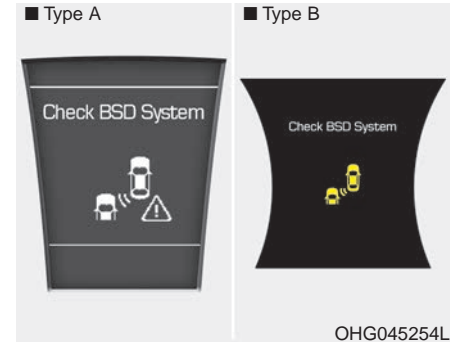 ■ Type A
■ Type B
Check BSD System
Check BSD System
OHG045254L